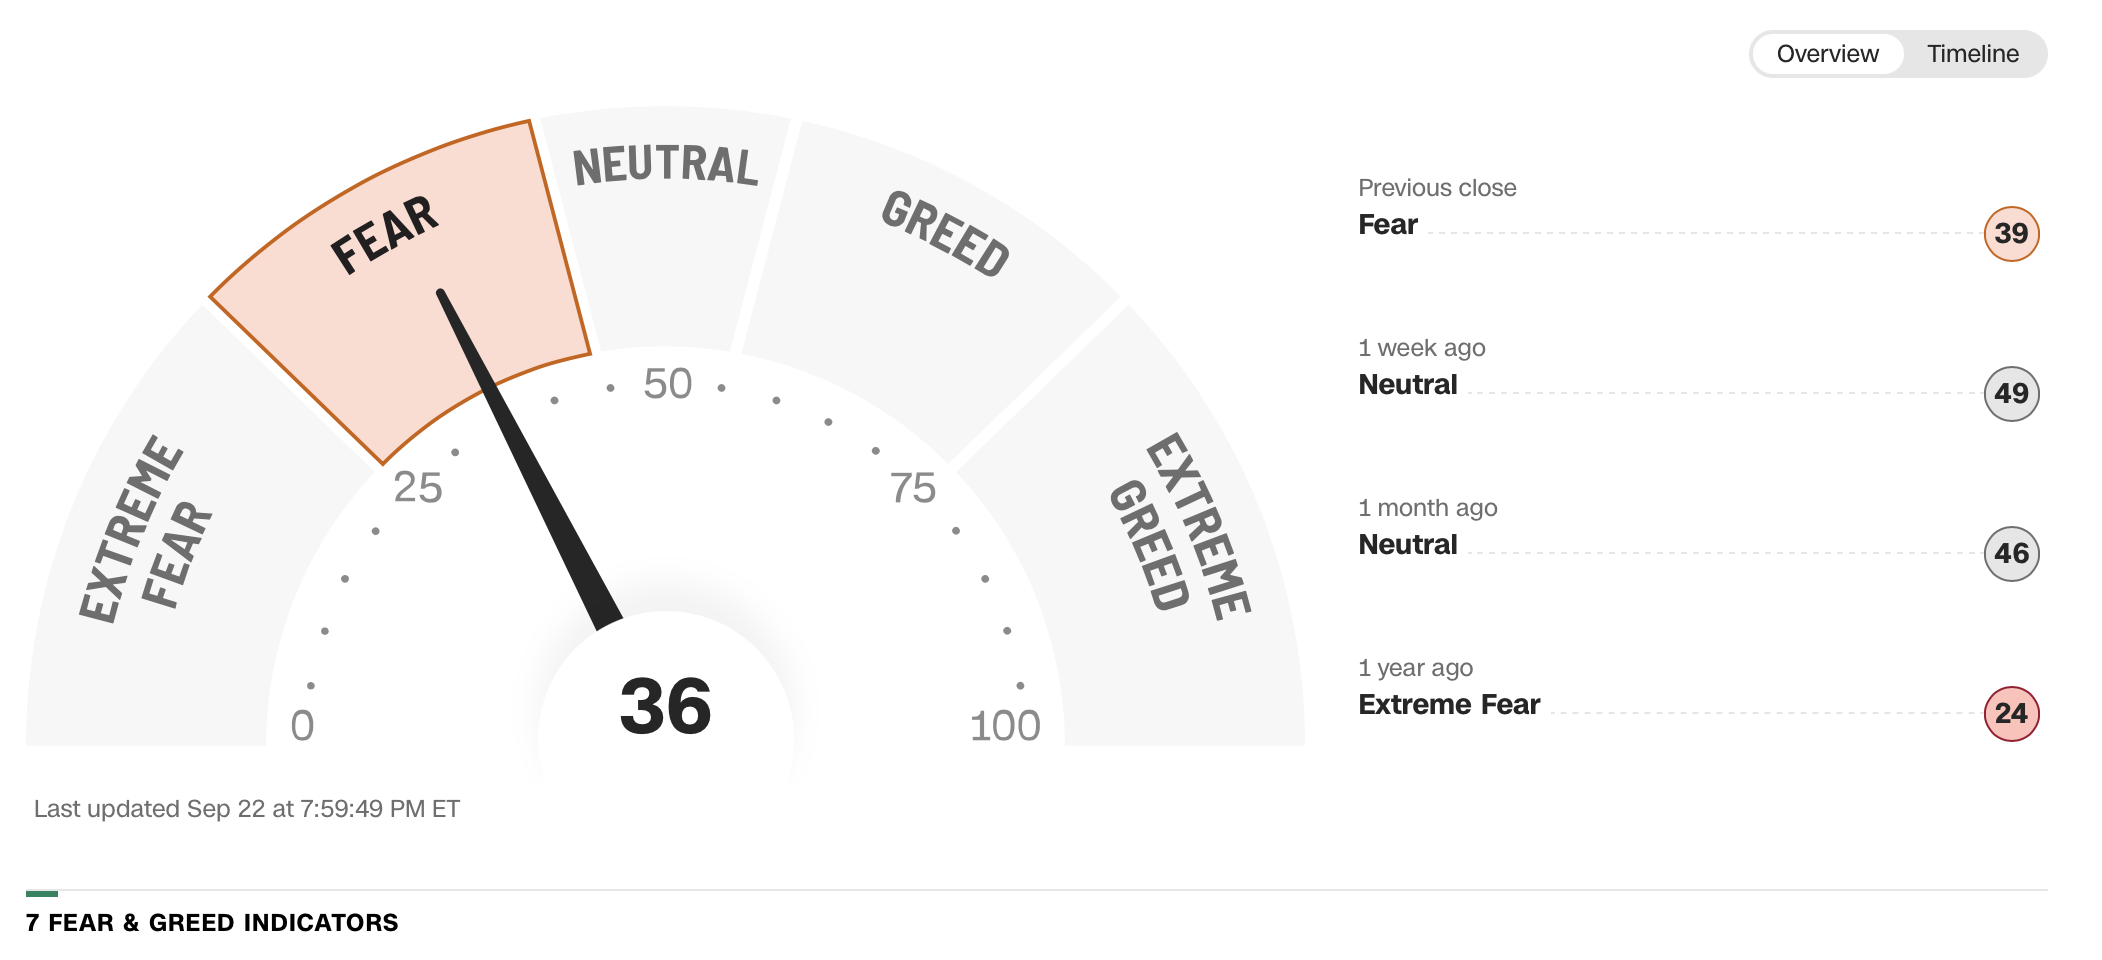 Overview
Timeline
EXTREME
FEAR
FEAR
NEUTRAL
GREED
EXTREME
GREED
0
25
50
75
100
36
Last updated Sep 22 at 7:59:49 PM ET
Previous close
Fear 39
1 week ago
Neutral 49
1 month ago
Neutral 46
1 year ago
Extreme Fear 24
7 FEAR & GREED INDICATORS